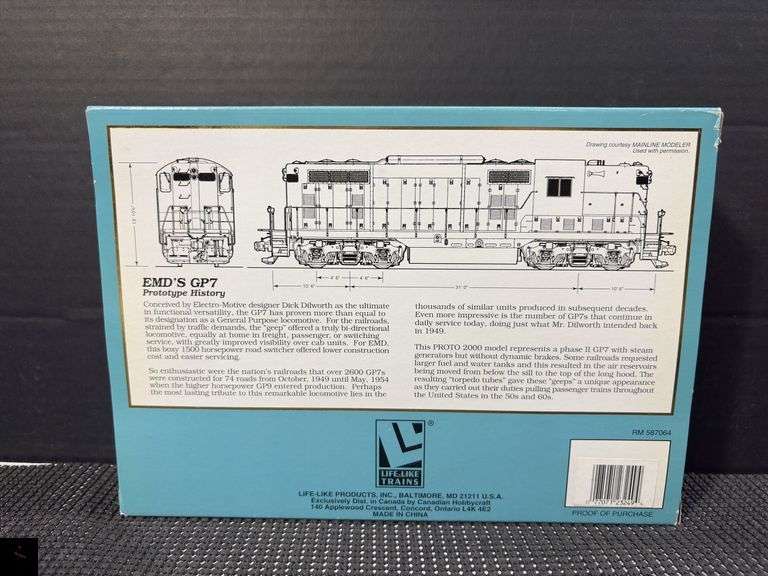 Drawing courtesy MAINLINE MODELER
Used with permission.
EMD'S GP7
Prototype History
Conceived by Electro-Motive designer Dick Dilworth as the ultimate
in functional versatility, the GP7 has proven more than equal to
its designation as a General Purpose locomotive. For the railroads,
strained by traffic demands, the "geep" offered a truly bi-directional
locomotive, equally at home in freight, passenger, or switching
service, with greatly improved visibility over cab units. For EMD,
this boxy 1500 horsepower road switcher offered lower construction
cost and easier servicing.
So enthusiastic were the nation's railroads that over 2600 GP7s
were constructed for 74 roads from October, 1949 until May, 1954
when the higher horsepower GP9 entered production. Perhaps
the most lasting tribute to this remarkable locomotive lies in the
thousands of similar units produced in subsequent decades.
Even more impressive is the number of GP7s that continue in
daily service today, doing just what Mr. Dilworth intended back
in 1949.
This PROTO 2000 model represents a phase II GP7 with steam
generators but without dynamic brakes. Some railroads requested
larger fuel and water tanks and this resulted in the air reservoirs
being moved from below the sill to the top of the long hood. The
resulting "torpedo tubes" gave these "geeps" a unique appearance
as they carried out their duties pulling passenger trains throughout
the United States in the 50s and 60s.
RM 587064
LIFE-LIKE
TRAINS
®
LIFE-LIKE PRODUCTS, INC., BALTIMORE, MD 21211 U.S.A.
Exclusively Dist. in Canada by Canadian Hobbycraft
140 Applewood Crescent, Concord, Ontario L4K 4E2
MADE IN CHINA
PROOF OF PURCHASE